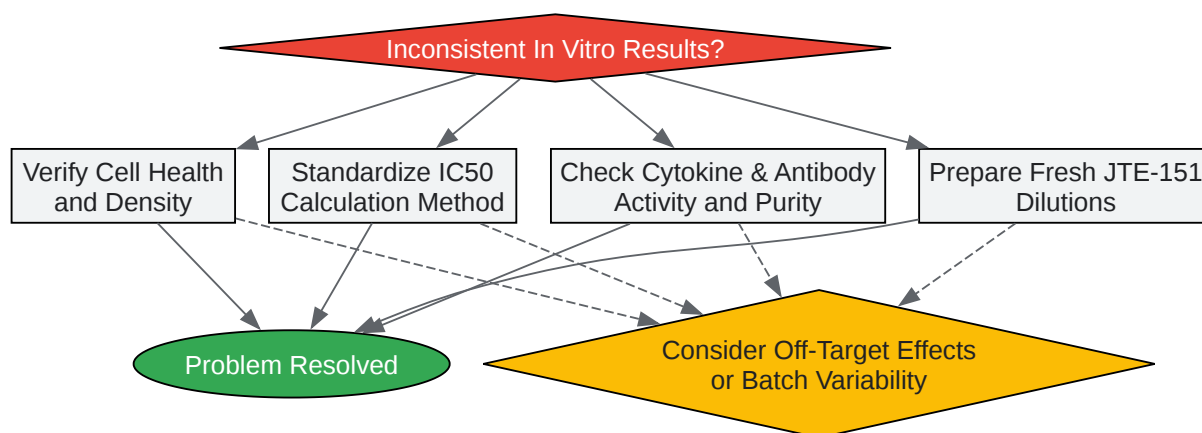 Inconsistent In Vitro Results?
Verify Cell Health
and Density
Standardize IC50
Calculation Method
Check Cytokine & Antibody
Activity and Purity
Prepare Fresh JTE-151
Dilutions
Problem Resolved
Consider Off-Target Effects
or Batch Variability